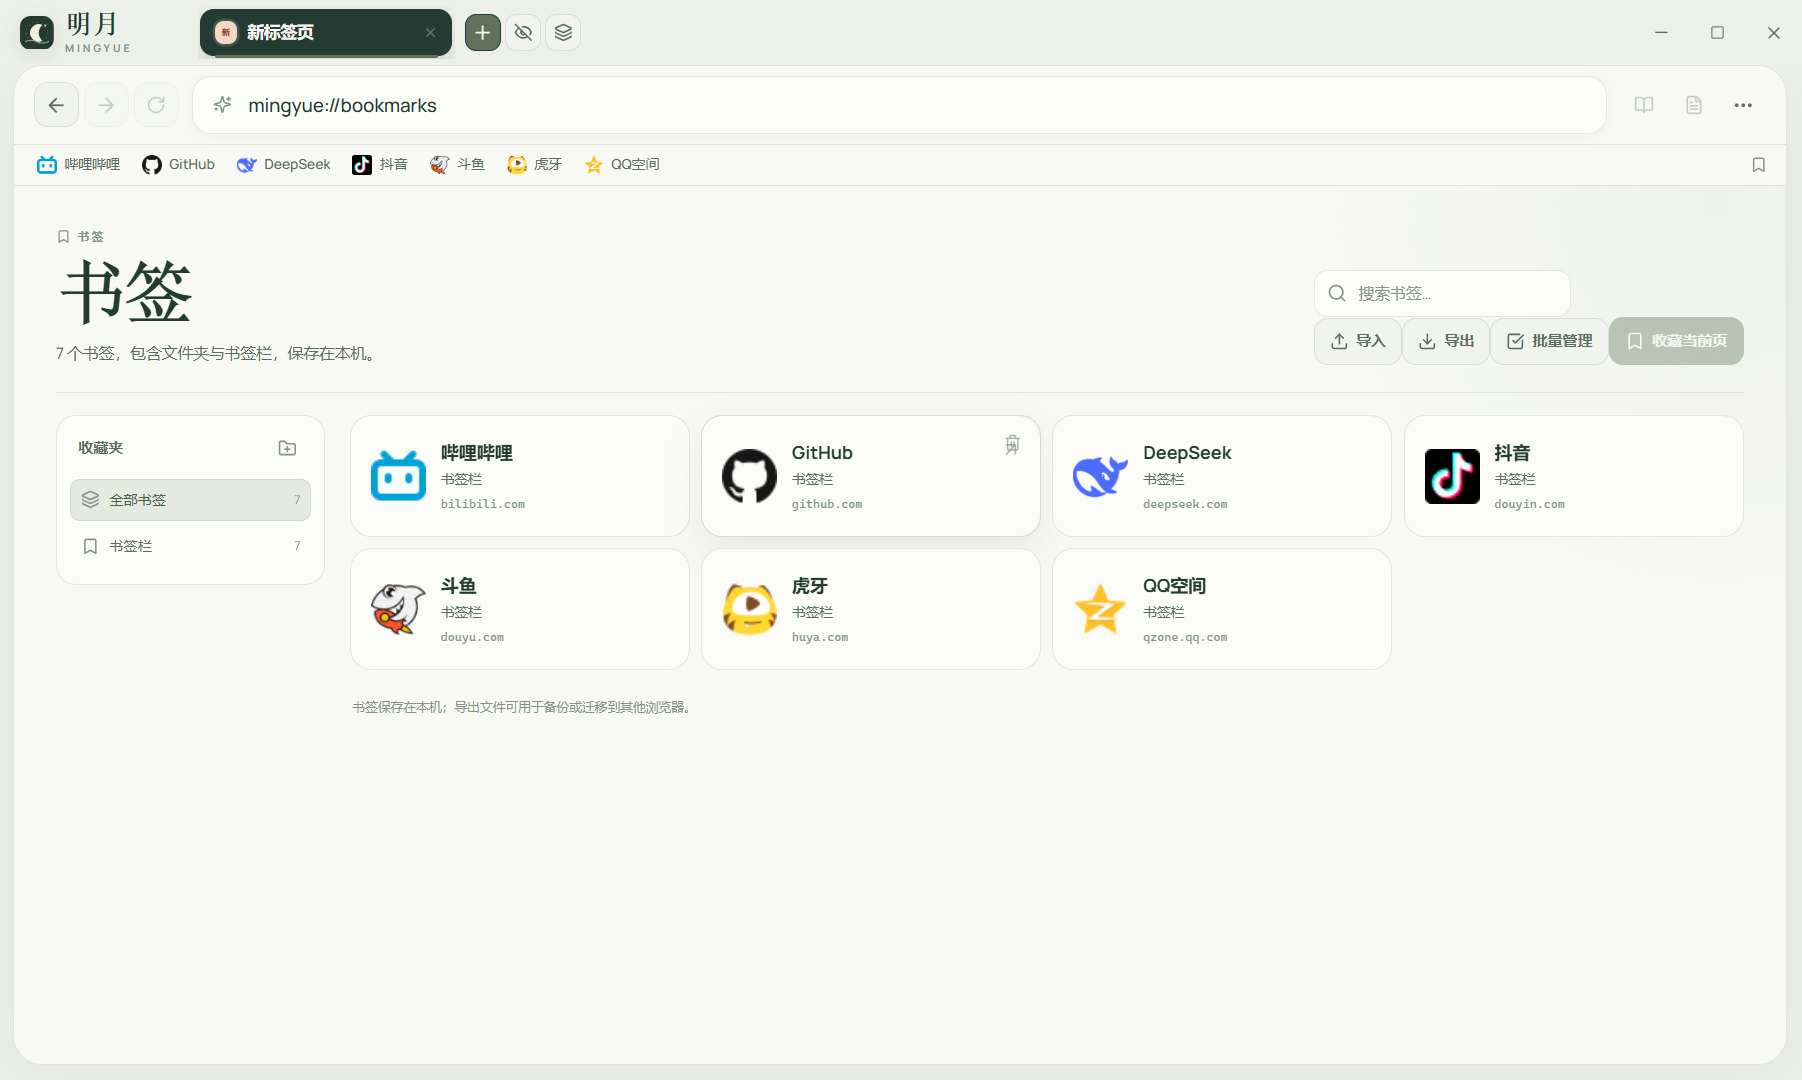 明月
MINGYUE
新
新标签页
mingyue://bookmarks
哔哩哔哩
GitHub
DeepSeek
抖音
斗鱼
虎牙
QQ空间
书签
书签
7 个书签，包含文件夹与书签栏，保存在本机。
搜索书签...
导入
导出
批量管理
收藏当前页
收藏夹
全部书签 7
书签栏 7
哔哩哔哩
书签栏
bilibili.com
GitHub
书签栏
github.com
DeepSeek
书签栏
deepseek.com
抖音
书签栏
douyin.com
斗鱼
书签栏
douyu.com
虎牙
书签栏
huya.com
QQ空间
书签栏
qzone.qq.com
书签保存在本机；导出文件可用于备份或迁移到其他浏览器。